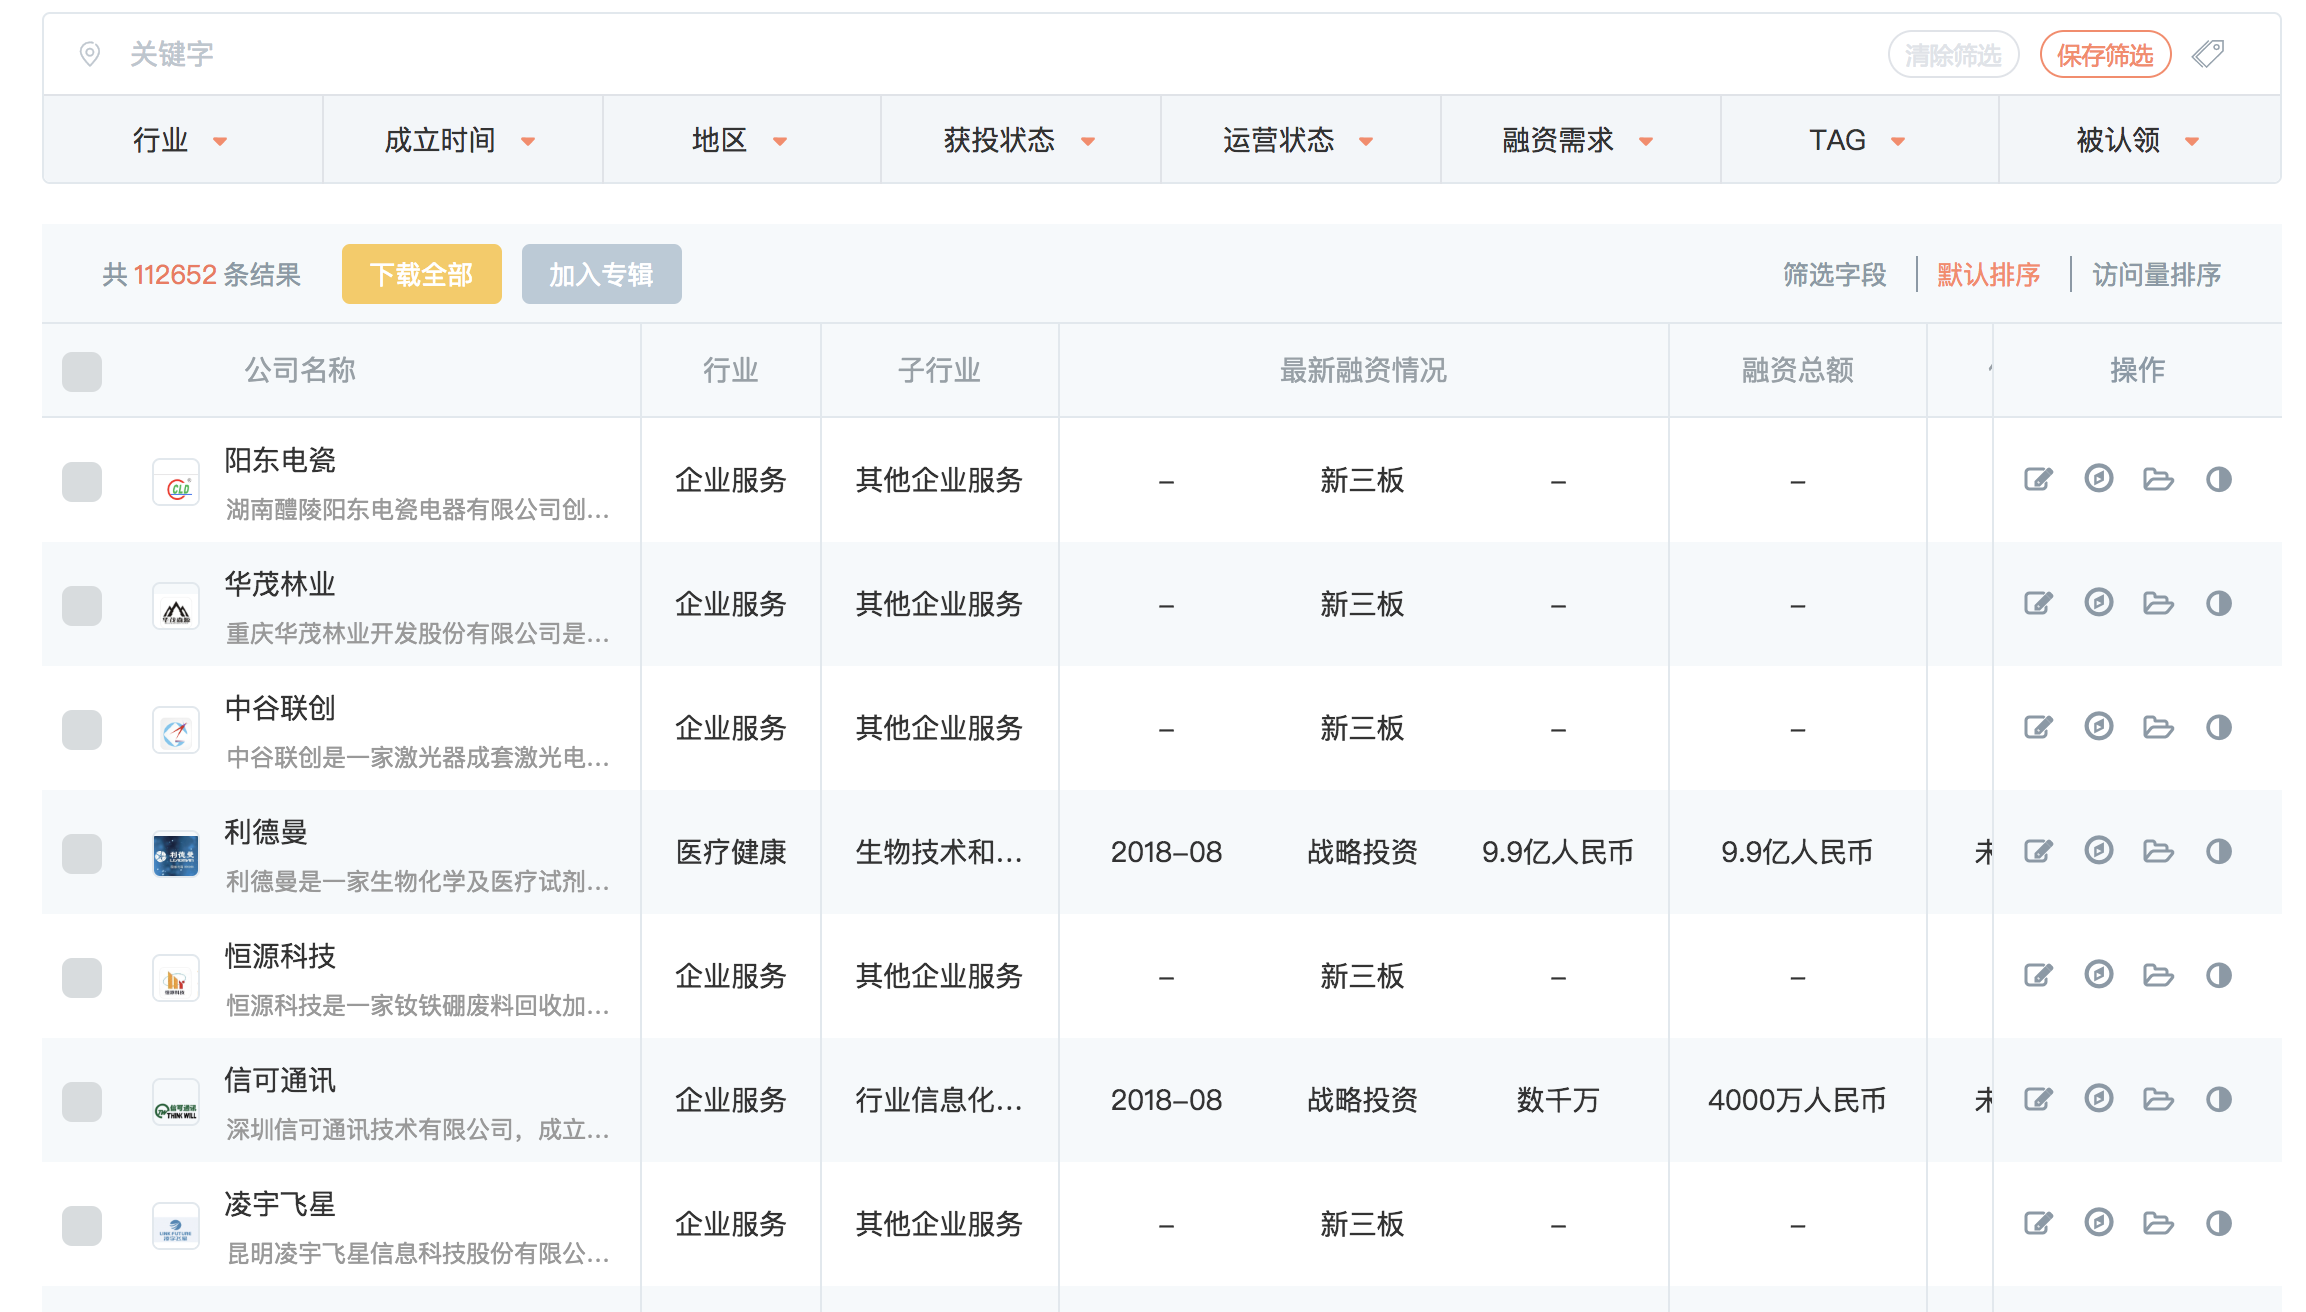 关键字 清除筛选 保存筛选
行业 成立时间 地区 获投状态 运营状态 融资需求 TAG 被认领
共 112652 条结果 下载全部 加入专辑 筛选字段 默认排序 访问量排序
公司名称 行业 子行业 最新融资情况 融资总额 操作
阳东电瓷
湖南醴陵阳东电瓷电器有限公司创...
企业服务 其他企业服务 – 新三板 – –
华茂林业
重庆华茂林业开发股份有限公司是...
企业服务 其他企业服务 – 新三板 – –
中谷联创
中谷联创是一家激光器成套激光电...
企业服务 其他企业服务 – 新三板 – –
利德曼
利德曼是一家生物化学及医疗试剂...
医疗健康 生物技术和... 2018-08 战略投资 9.9亿人民币 9.9亿人民币
恒源科技
恒源科技是一家钕铁硼废料回收加...
企业服务 其他企业服务 – 新三板 – –
信可通讯
深圳信可通讯技术有限公司，成立...
企业服务 行业信息化... 2018-08 战略投资 数千万 4000万人民币
凌宇飞星
昆明凌宇飞星信息科技股份有限公...
企业服务 其他企业服务 – 新三板 – –